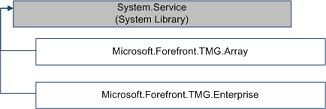 System.Service
(System Library)
Microsoft.Forefront.TMG.Array
Microsoft.Forefront.TMG.Enterprise